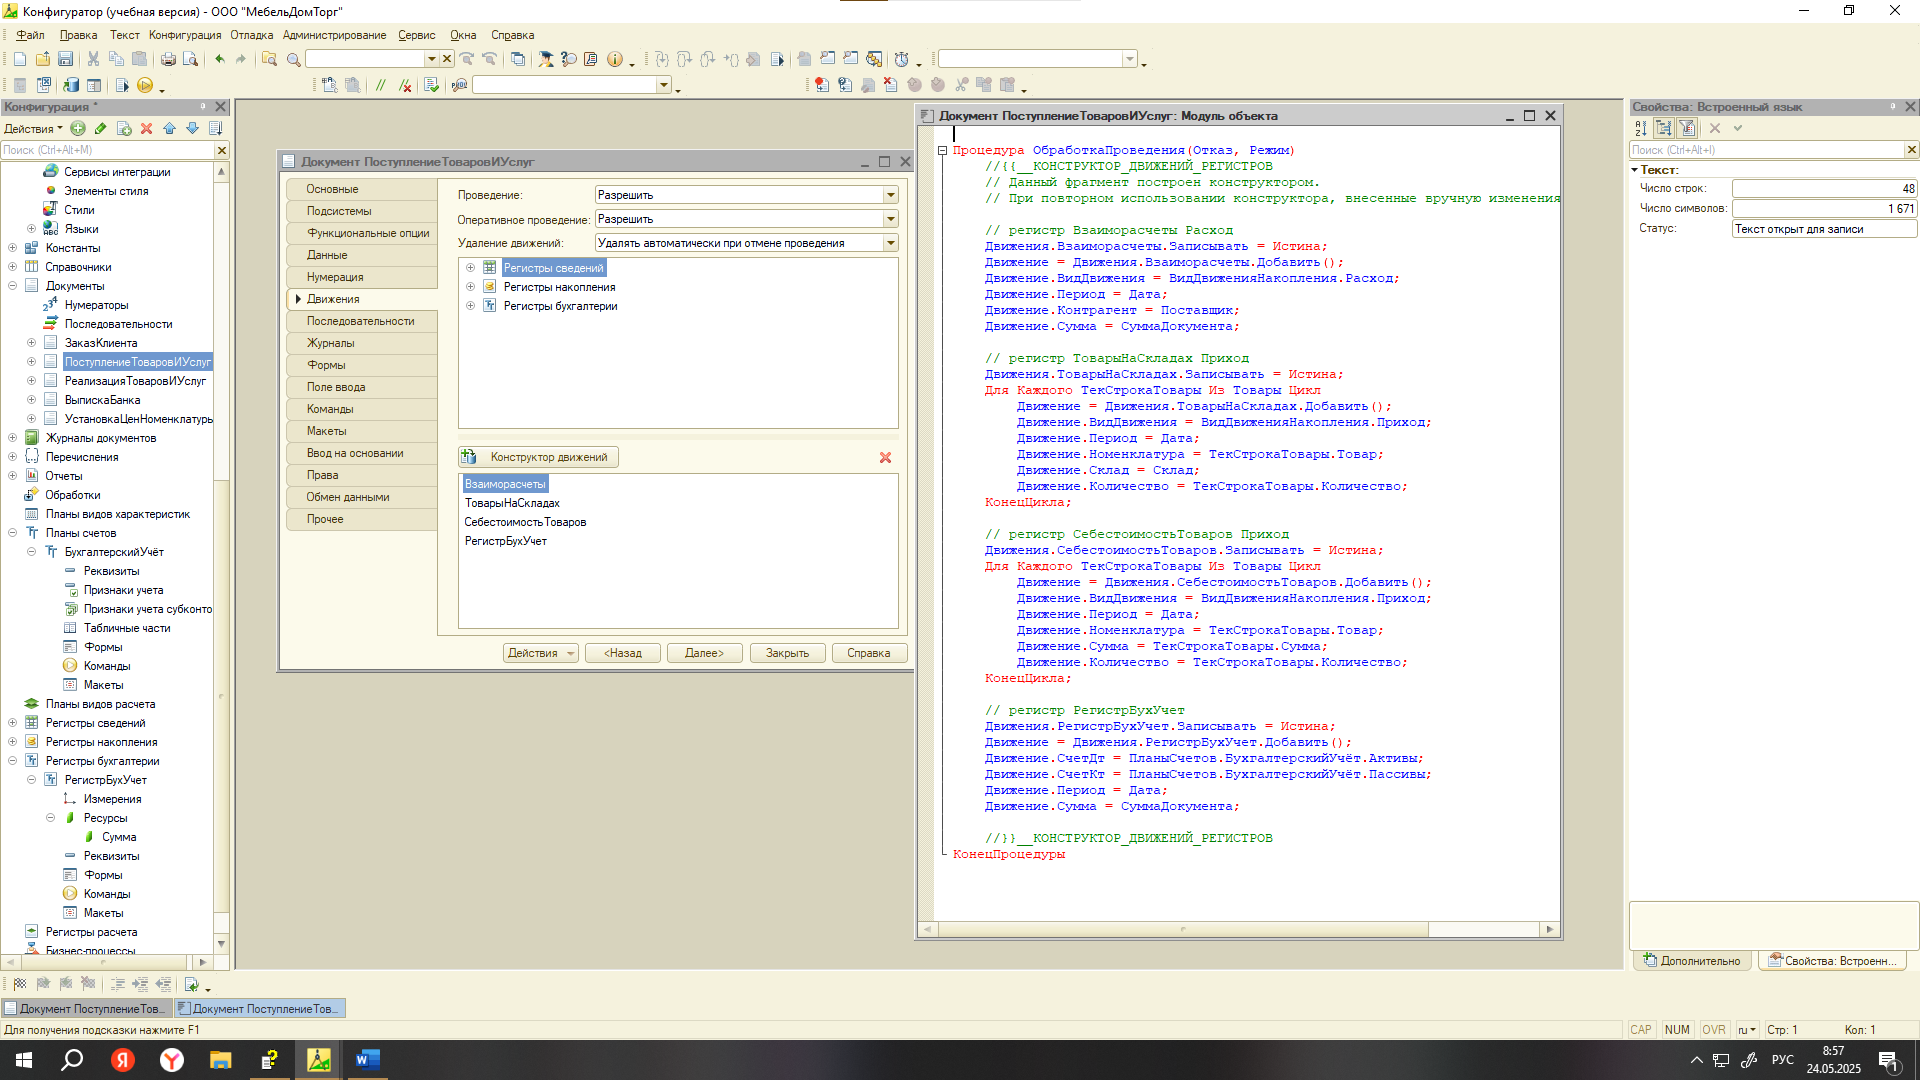 Конфигуратор (учебная версия) - ООО "МебельДомТорг"
Файл Правка Текст Конфигурация Отладка Администрирование Сервис Окна Справка
Конфигурация *
Действия
Поиск (Ctrl+Alt+M)
Сервисы интеграции
Элементы стиля
Стили
Языки
Константы
Справочники
Документы
Нумераторы
Последовательности
ЗаказКлиента
ПоступлениеТоваровИУслуг
РеализацияТоваровИУслуг
ВыпискаБанка
УстановкаЦенНоменклатуры
Журналы документов
Перечисления
Отчеты
Обработки
Планы видов характеристик
Планы счетов
БухгалтерскийУчёт
Реквизиты
Признаки учета
Признаки учета субконто
Табличные части
Формы
Команды
Макеты
Планы видов расчета
Регистры сведений
Регистры накопления
Регистры бухгалтерии
РегистрБухУчет
Измерения
Ресурсы
Сумма
Реквизиты
Формы
Команды
Макеты
Регистры расчета
Бизнес-процессы
Документ ПоступлениеТоваровИУслуг
Основные
Подсистемы
Функциональные опции
Данные
Нумерация
Движения
Последовательности
Журналы
Формы
Поле ввода
Команды
Макеты
Ввод на основании
Права
Обмен данными
Прочее
Проведение: Разрешить
Оперативное проведение: Разрешить
Удаление движений: Удалять автоматически при отмене проведения
Регистры сведений
Регистры накопления
Регистры бухгалтерии
Конструктор движений
Взаиморасчеты
ТоварыНаСкладах
СебестоимостьТоваров
РегистрБухУчет
Действия <Назад Далее> Закрыть Справка
Документ ПоступлениеТоваровИУслуг: Модуль объекта
Процедура ОбработкаПроведения(Отказ, Режим)
//{{__КОНСТРУКТОР_ДВИЖЕНИЙ_РЕГИСТРОВ
// Данный фрагмент построен конструктором.
// При повторном использовании конструктора, внесенные вручную изменения
// регистр Взаиморасчеты Расход
Движения.Взаиморасчеты.Записывать = Истина;
Движение = Движения.Взаиморасчеты.Добавить();
Движение.ВидДвижения = ВидДвиженияНакопления.Расход;
Движение.Период = Дата;
Движение.Контрагент = Поставщик;
Движение.Сумма = СуммаДокумента;
// регистр ТоварыНаСкладах Приход
Движения.ТоварыНаСкладах.Записывать = Истина;
Для Каждого ТекСтрокаТовары Из Товары Цикл
Движение = Движения.ТоварыНаСкладах.Добавить();
Движение.ВидДвижения = ВидДвиженияНакопления.Приход;
Движение.Период = Дата;
Движение.Номенклатура = ТекСтрокаТовары.Товар;
Движение.Склад = Склад;
Движение.Количество = ТекСтрокаТовары.Количество;
КонецЦикла;
// регистр СебестоимостьТоваров Приход
Движения.СебестоимостьТоваров.Записывать = Истина;
Для Каждого ТекСтрокаТовары Из Товары Цикл
Движение = Движения.СебестоимостьТоваров.Добавить();
Движение.ВидДвижения = ВидДвиженияНакопления.Приход;
Движение.Период = Дата;
Движение.Номенклатура = ТекСтрокаТовары.Товар;
Движение.Сумма = ТекСтрокаТовары.Сумма;
Движение.Количество = ТекСтрокаТовары.Количество;
КонецЦикла;
// регистр РегистрБухУчет
Движения.РегистрБухУчет.Записывать = Истина;
Движение = Движения.РегистрБухУчет.Добавить();
Движение.СчетДт = ПланыСчетов.БухгалтерскийУчёт.Активы;
Движение.СчетКт = ПланыСчетов.БухгалтерскийУчёт.Пассивы;
Движение.Период = Дата;
Движение.Сумма = СуммаДокумента;
//}}__КОНСТРУКТОР_ДВИЖЕНИЙ_РЕГИСТРОВ
КонецПроцедуры
Свойства: Встроенный язык
Поиск (Ctrl+Alt+I)
Текст:
Число строк: 48
Число символов: 1 671
Статус: Текст открыт для записи
Дополнительно Свойства: Встроенн...
Документ ПоступлениеТов... Документ ПоступлениеТов...
Для получения подсказки нажмите F1
CAP NUM OVR ru Стр: 1 Кол: 1
РУС
8:57
24.05.2025
1